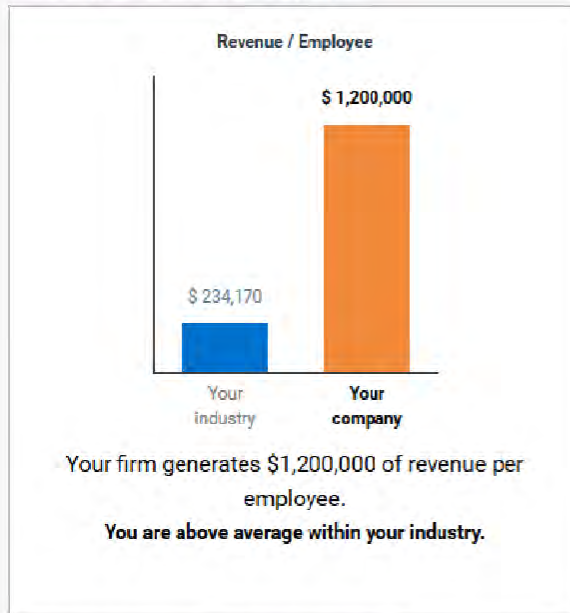 Revenue / Employee
$ 1,200,000
$ 234,170
Your
industry
Your
company
Your firm generates $1,200,000 of revenue per
employee.
You are above average within your industry.